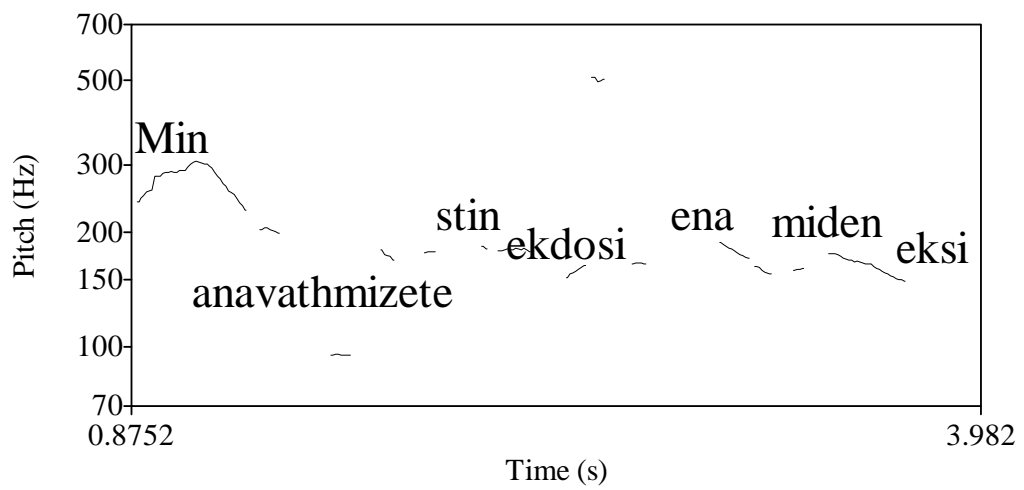 700
500
300
200
150
100
70
Pitch (Hz)
Min
anavathmizete
stin
ekdosi
ena
miden
eksi
0.8752
3.982
Time (s)